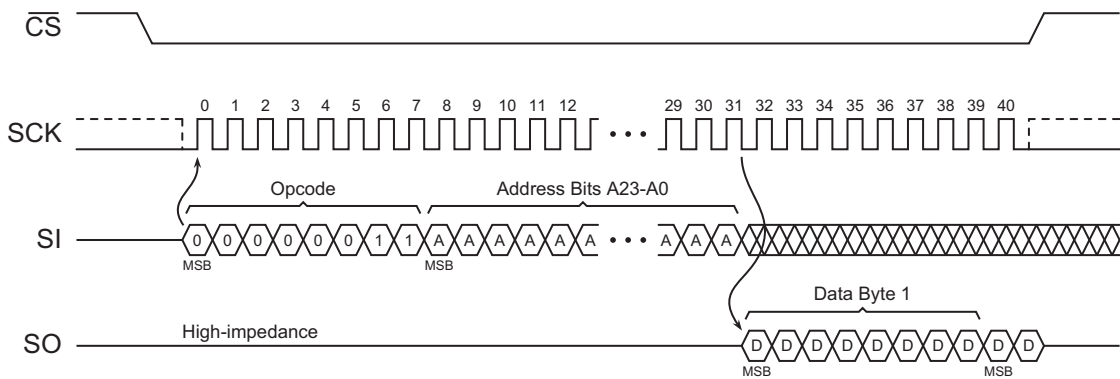 CS
0 1 2 3 4 5 6 7 8 9 10 11 12 29 30 31 32 33 34 35 36 37 38 39 40
SCK
Opcode Address Bits A23-A0
SI 0 0 0 0 0 0 1 1 A A A A A A A A A
MSB MSB
Data Byte 1
High-impedance
SO D D D D D D D D D D
MSB MSB